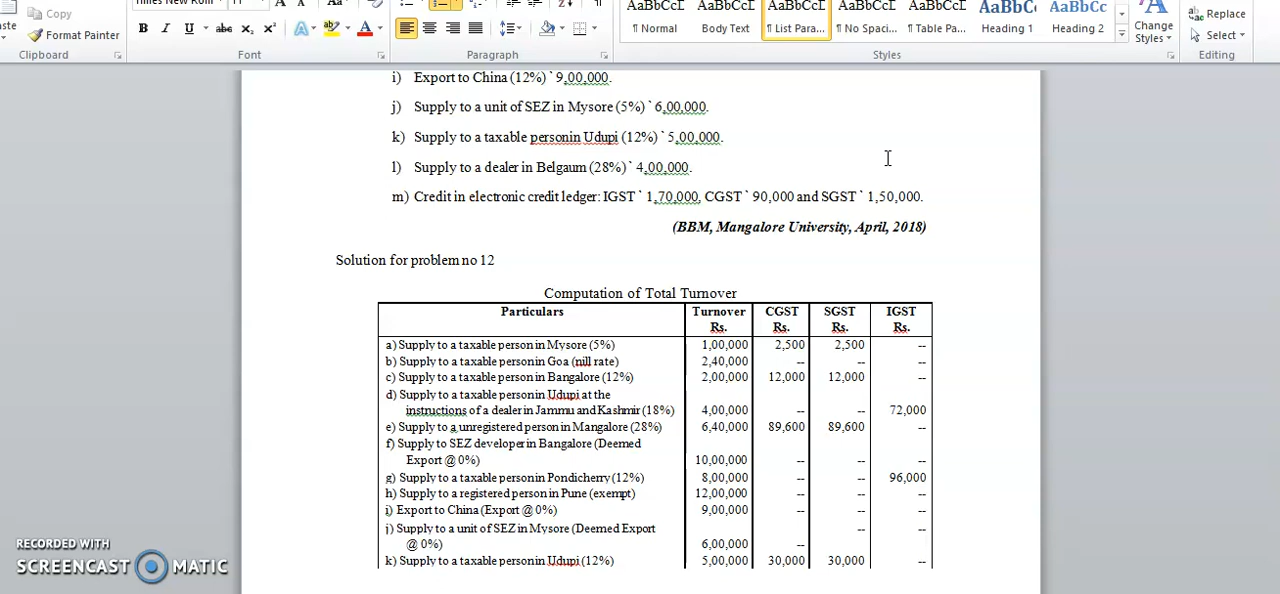 Copy
ste
Format Painter
B I U abc x₂ x² A ab A
Clipboard
Font
Paragraph
AaBbCcI AaBbCcI AaBbCcI AaBbCcI AaBbCcI AaBbC AaBbCc
¶ Normal Body Text ¶ List Para... ¶ No Spaci... ¶ Table Pa... Heading 1 Heading 2
Change
Styles
Styles
Replace
Select
Editing
i) Export to China (12%) ` 9,00,000.
j) Supply to a unit of SEZ in Mysore (5%) ` 6,00,000.
k) Supply to a taxable personin Udupi (12%) ` 5,00,000.
l) Supply to a dealer in Belgaum (28%) ` 4,00,000.
m) Credit in electronic credit ledger: IGST ` 1,70,000, CGST ` 90,000 and SGST ` 1,50,000.
(BBM, Mangalore University, April, 2018)
Solution for problem no 12
Computation of Total Turnover
Particulars Turnover CGST SGST IGST
Rs. Rs. Rs. Rs.
a) Supply to a taxable person in Mysore (5%) 1,00,000 2,500 2,500 --
b) Supply to a taxable person in Goa (nill rate) 2,40,000 -- -- --
c) Supply to a taxable person in Bangalore (12%) 2,00,000 12,000 12,000 --
d) Supply to a taxable person in Udupi at the
instructions of a dealer in Jammu and Kashmir (18%) 4,00,000 -- -- 72,000
e) Supply to a unregistered person in Mangalore (28%) 6,40,000 89,600 89,600 --
f) Supply to SEZ developer in Bangalore (Deemed
Export @ 0%) 10,00,000 -- -- --
g) Supply to a taxable person in Pondicherry (12%) 8,00,000 -- -- 96,000
h) Supply to a registered person in Pune (exempt) 12,00,000 -- -- --
i) Export to China (Export @ 0%) 9,00,000 -- -- --
j) Supply to a unit of SEZ in Mysore (Deemed Export -- --
@ 0%) 6,00,000 --
k) Supply to a taxable person in Udupi (12%) 5,00,000 30,000 30,000 --
RECORDED WITH
SCREENCAST MATIC